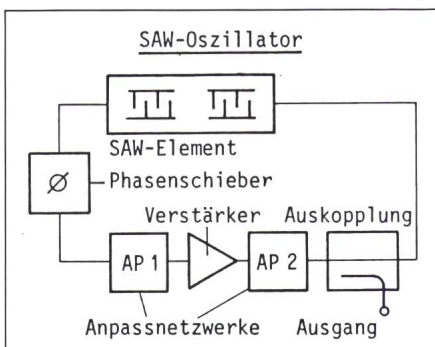 SAW-Oszillator
SAW-Element
Ø
Phasenschieber
Verstärker Auskopplung
AP 1
AP 2
Anpassnetzwerke Ausgang